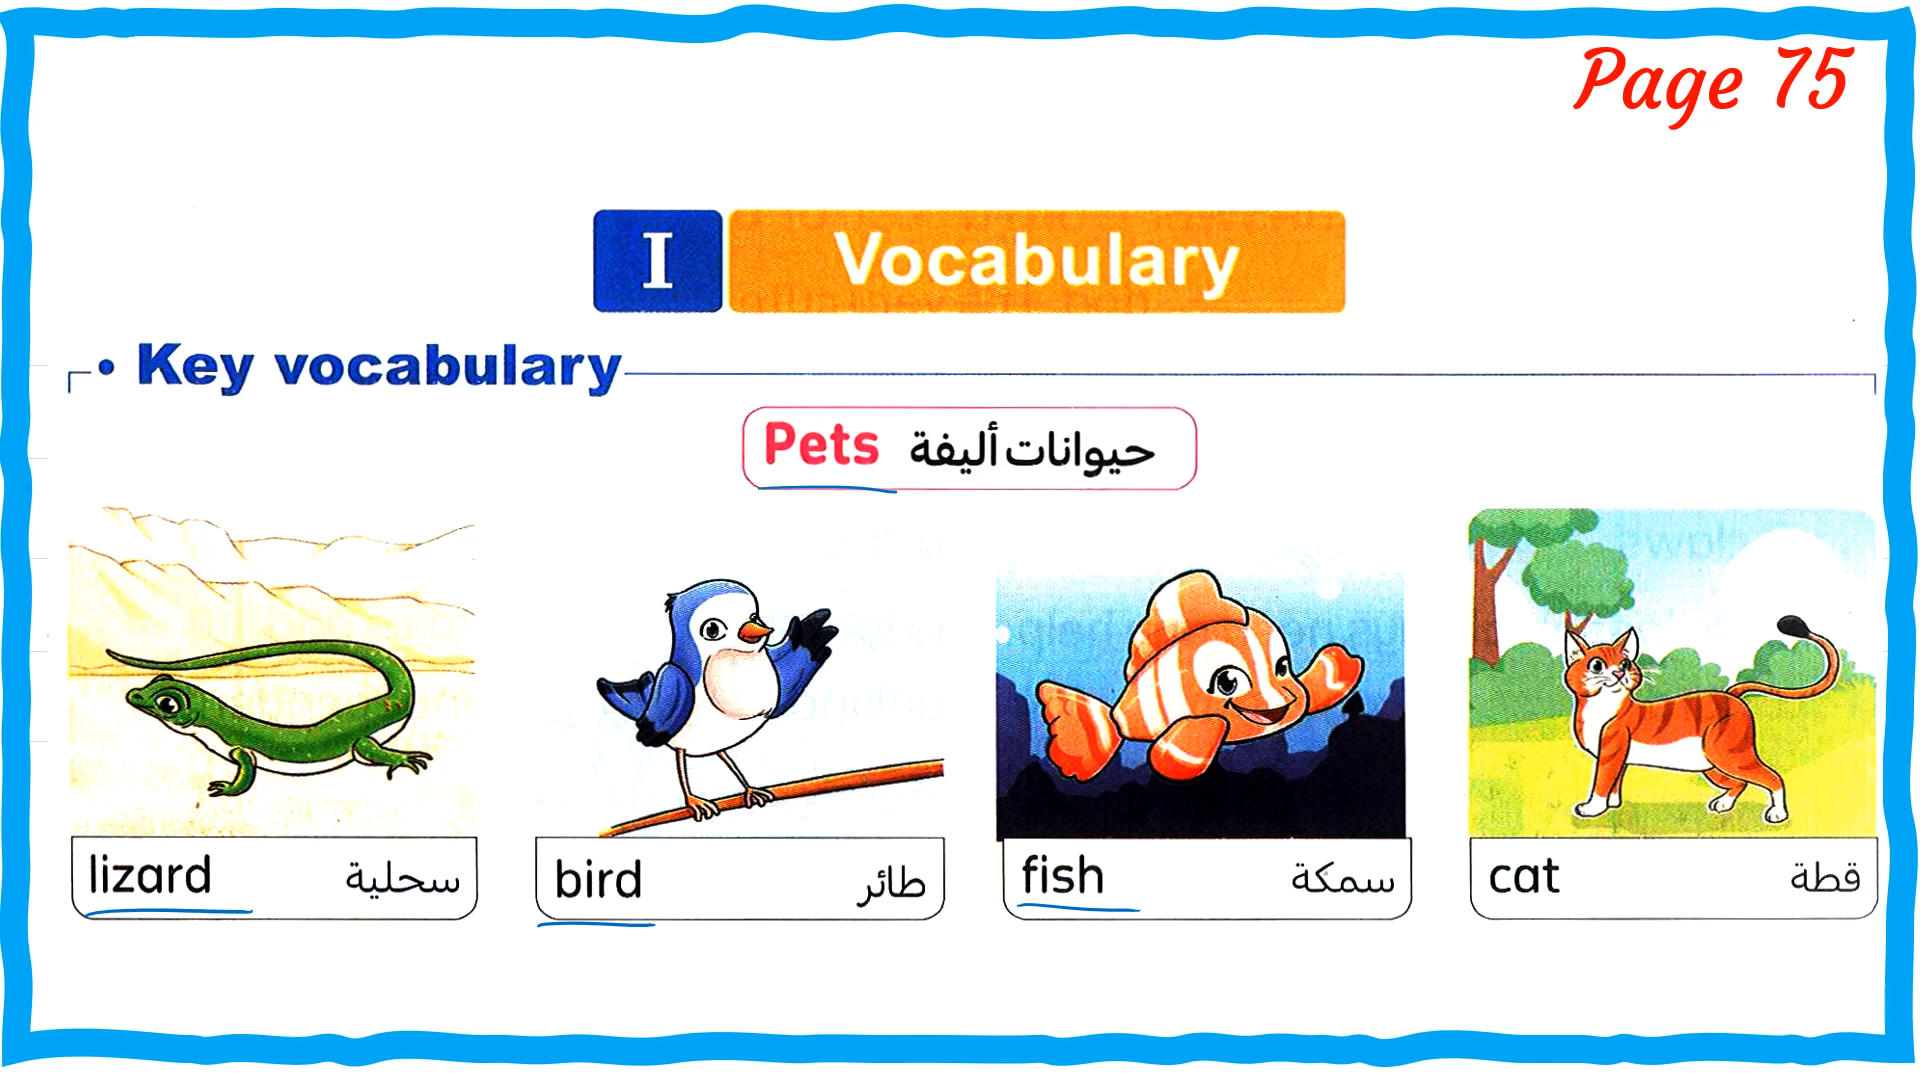 Page 75
I Vocabulary
• Key vocabulary
Pets حيوانات أليفة
lizard سحلية
bird طائر
fish سمكة
cat قطة